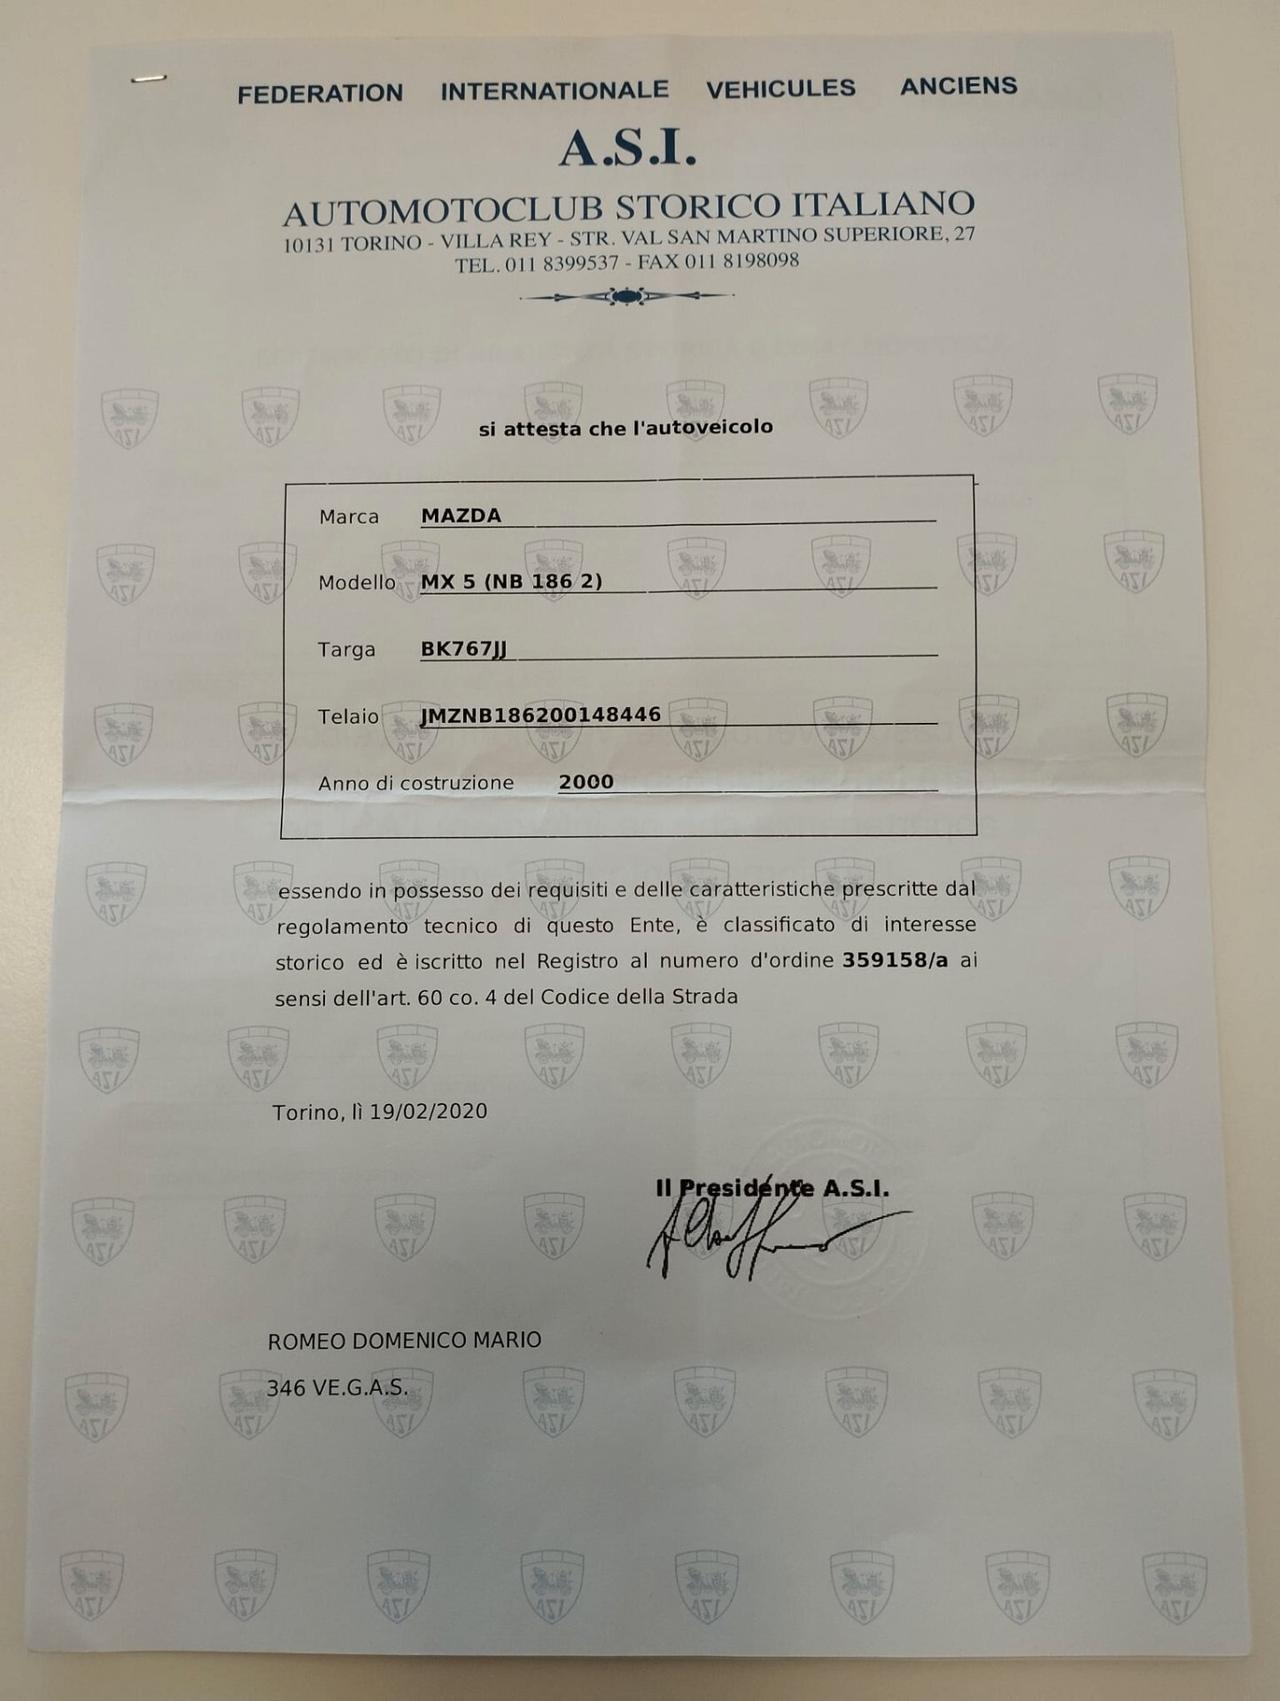 FEDERATION INTERNATIONALE VEHICULES ANCIENS
A.S.I.
AUTOMOTOCLUB STORICO ITALIANO
10131 TORINO - VILLA REY - STR. VAL SAN MARTINO SUPERIORE, 27
TEL. 011 8399537 - FAX 011 8198098
si attesta che l'autoveicolo
Marca MAZDA
Modello MX 5 (NB 186 2)
Targa BK767JJ
Telaio JMZNB186200148446
Anno di costruzione 2000
essendo in possesso dei requisiti e delle caratteristiche prescritte dal
regolamento tecnico di questo Ente, è classificato di interesse
storico ed è iscritto nel Registro al numero d'ordine 359158/a ai
sensi dell'art. 60 co. 4 del Codice della Strada
Torino, lì 19/02/2020
Il Presidente A.S.I.
ROMEO DOMENICO MARIO
346 VE.G.A.S.